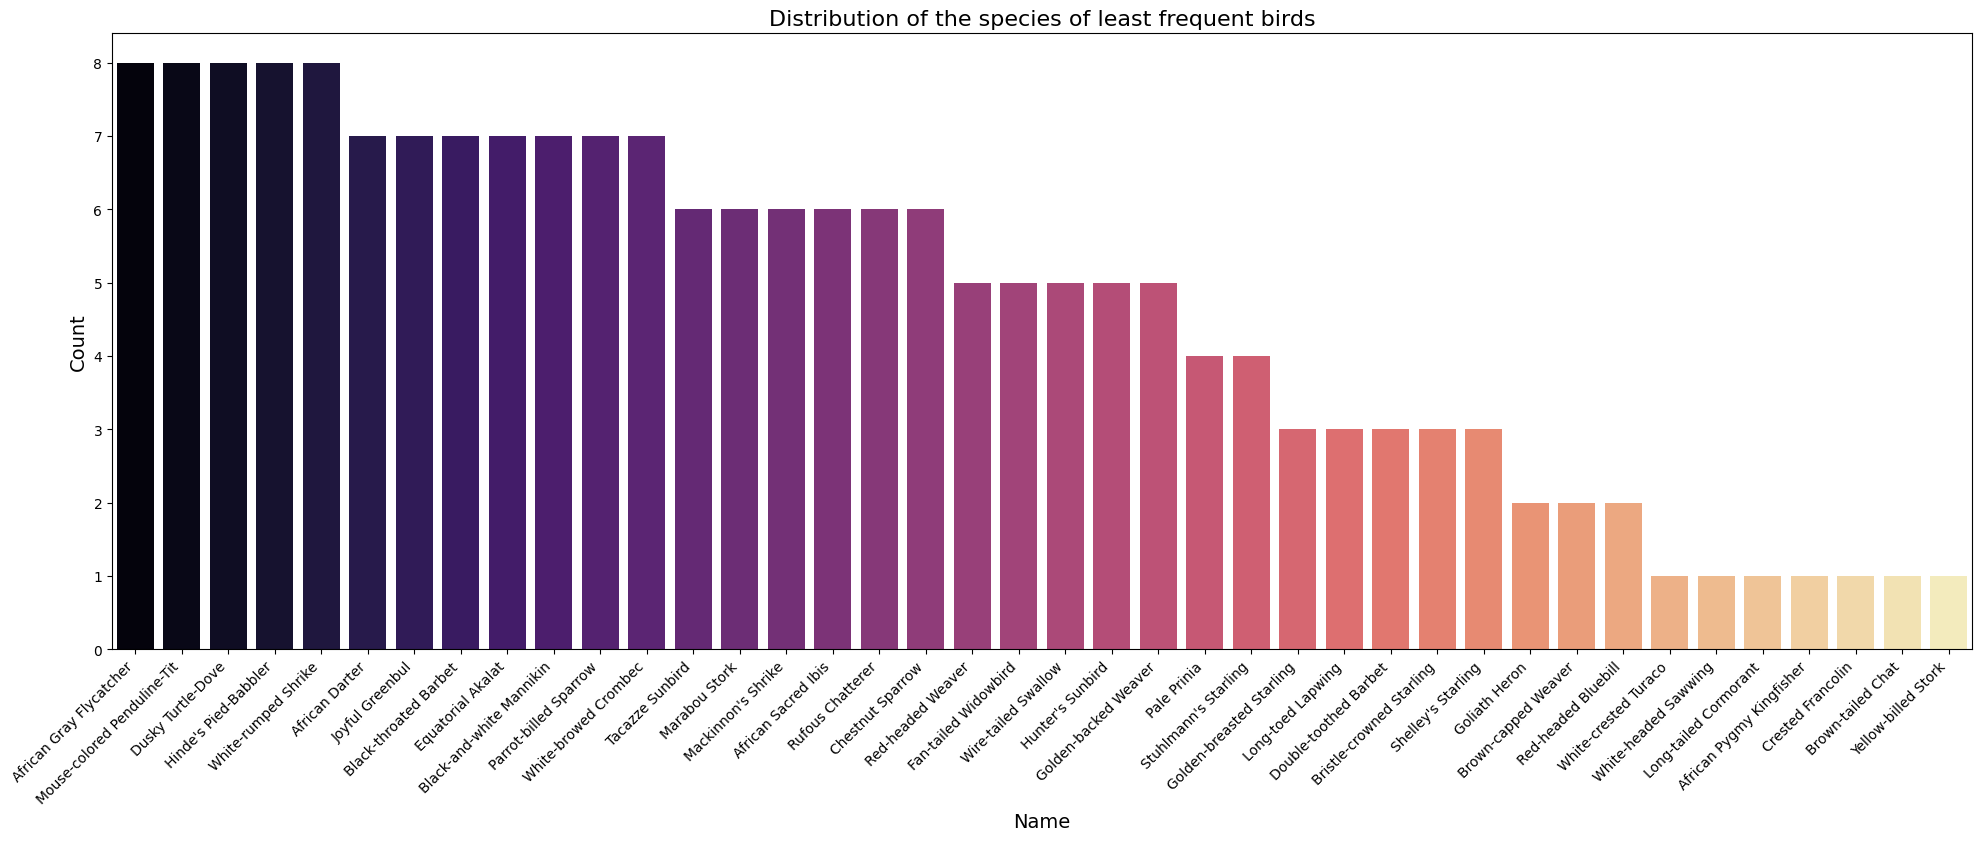 Distribution of the species of least frequent birds
Count
8
7
6
5
4
3
2
1
0
African Gray Flycatcher
Mouse-colored Penduline-Tit
Dusky Turtle-Dove
Hinde's Pied-Babbler
White-rumped Shrike
African Darter
Joyful Greenbul
Black-throated Barbet
Equatorial Akalat
Black-and-white Mannikin
Parrot-billed Sparrow
White-browed Crombec
Tacazze Sunbird
Marabou Stork
Mackinnon's Shrike
African Sacred Ibis
Rufous Chatterer
Chestnut Sparrow
Red-headed Weaver
Fan-tailed Widowbird
Wire-tailed Swallow
Hunter's Sunbird
Golden-backed Weaver
Pale Prinia
Stuhlmann's Starling
Golden-breasted Starling
Long-toed Lapwing
Double-toothed Barbet
Bristle-crowned Starling
Shelley's Starling
Goliath Heron
Brown-capped Weaver
Red-headed Bluebill
White-crested Turaco
White-headed Sawwing
Long-tailed Cormorant
African Pygmy Kingfisher
Crested Francolin
Brown-tailed Chat
Yellow-billed Stork
Name